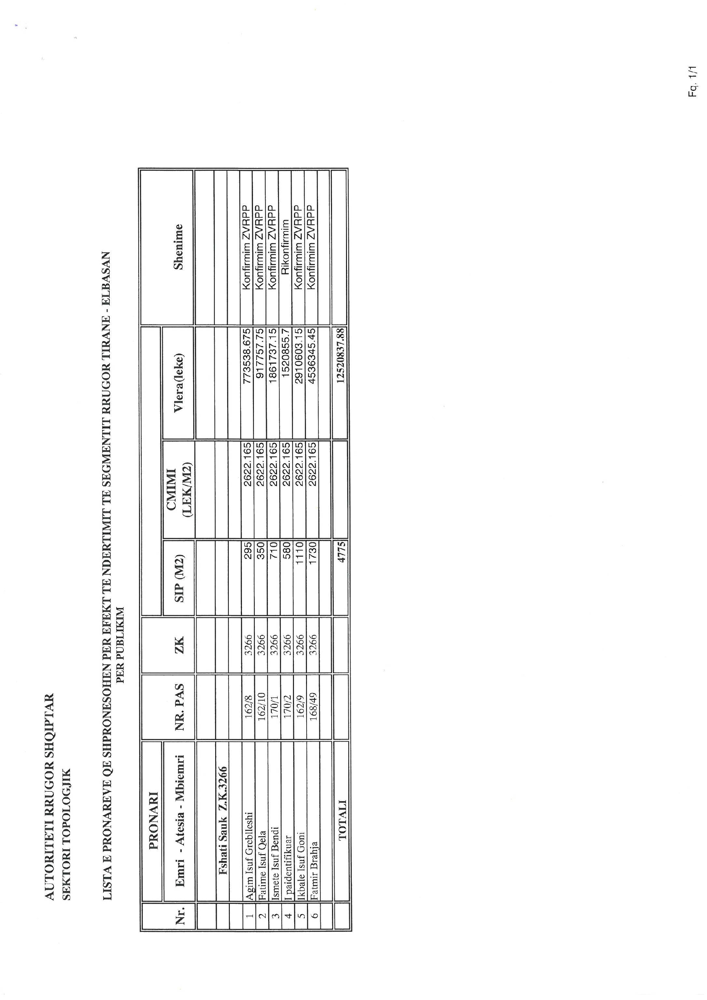 AUTORITETI RRUGOR SHQIPTAR
SEKTORI TOPOLOGJIK
LISTA E PRONAREVE QE SHPRONESOHEN PER EFEKT TE NDERTIMIT TE SEGMENTIT RRUGOR TIRANE - ELBASAN
PER PUBLIKIM
PRONARI
Nr. Emri - Atesia - Mbiemri NR. PAS ZK SIP (M2) CMIMI (LEK/M2) Vlera(leke) Shenime
Fshati Sauk Z.K.3266
1 Agim Isuf Greblleshi 162/8 3266 295 2622.165 773538.675 Konfirmim ZVRPP
2 Fatime Isuf Qela 162/10 3266 350 2622.165 917757.75 Konfirmim ZVRPP
3 Ismete Isuf Bendi 170/1 3266 710 2622.165 1861737.15 Konfirmim ZVRPP
4 I paidentifikuar 170/2 3266 580 2622.165 1520855.7 Rikonfirmim
5 Ikbale Isuf Goni 162/9 3266 1110 2622.165 2910603.15 Konfirmim ZVRPP
6 Fatmir Brahja 168/49 3266 1730 2622.165 4536345.45 Konfirmim ZVRPP
TOTALI 4775 12520837.88
Fq. 1/1